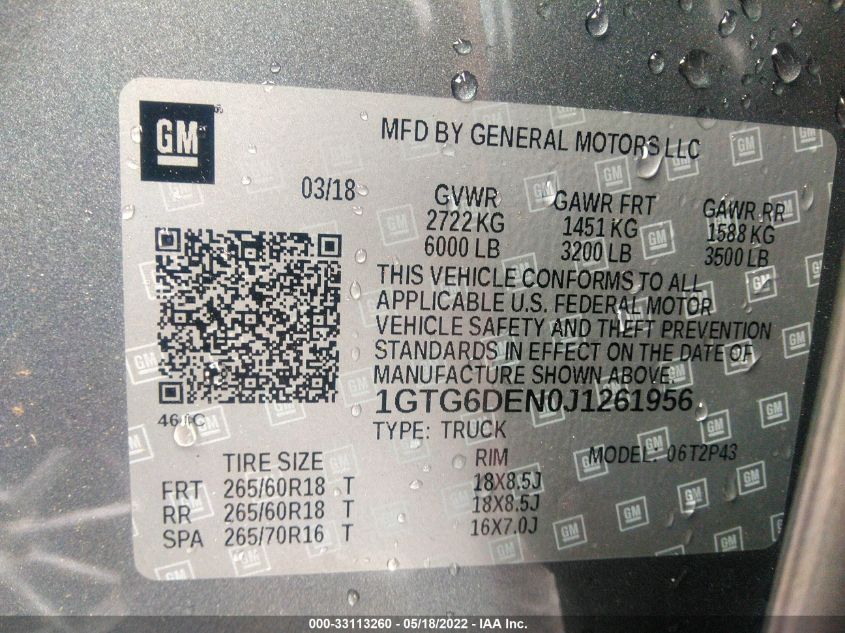 GM
MFD BY GENERAL MOTORS LLC
03/18 GVWR GAWR FRT GAWR RR
2722 KG 1451 KG 1588 KG
6000 LB 3200 LB 3500 LB
THIS VEHICLE CONFORMS TO ALL
APPLICABLE U.S. FEDERAL MOTOR
VEHICLE SAFETY AND THEFT PREVENTION
STANDARDS IN EFFECT ON THE DATE OF
MANUFACTURE SHOWN ABOVE.
1GTG6DEN0J1261956
TYPE: TRUCK MODEL: 06T2P43
TIRE SIZE RIM
FRT 265/60R18 T 18X8.5J
RR 265/60R18 T 18X8.5J
SPA 265/70R16 T 16X7.0J
000-33113260 - 05/18/2022 - IAA Inc.